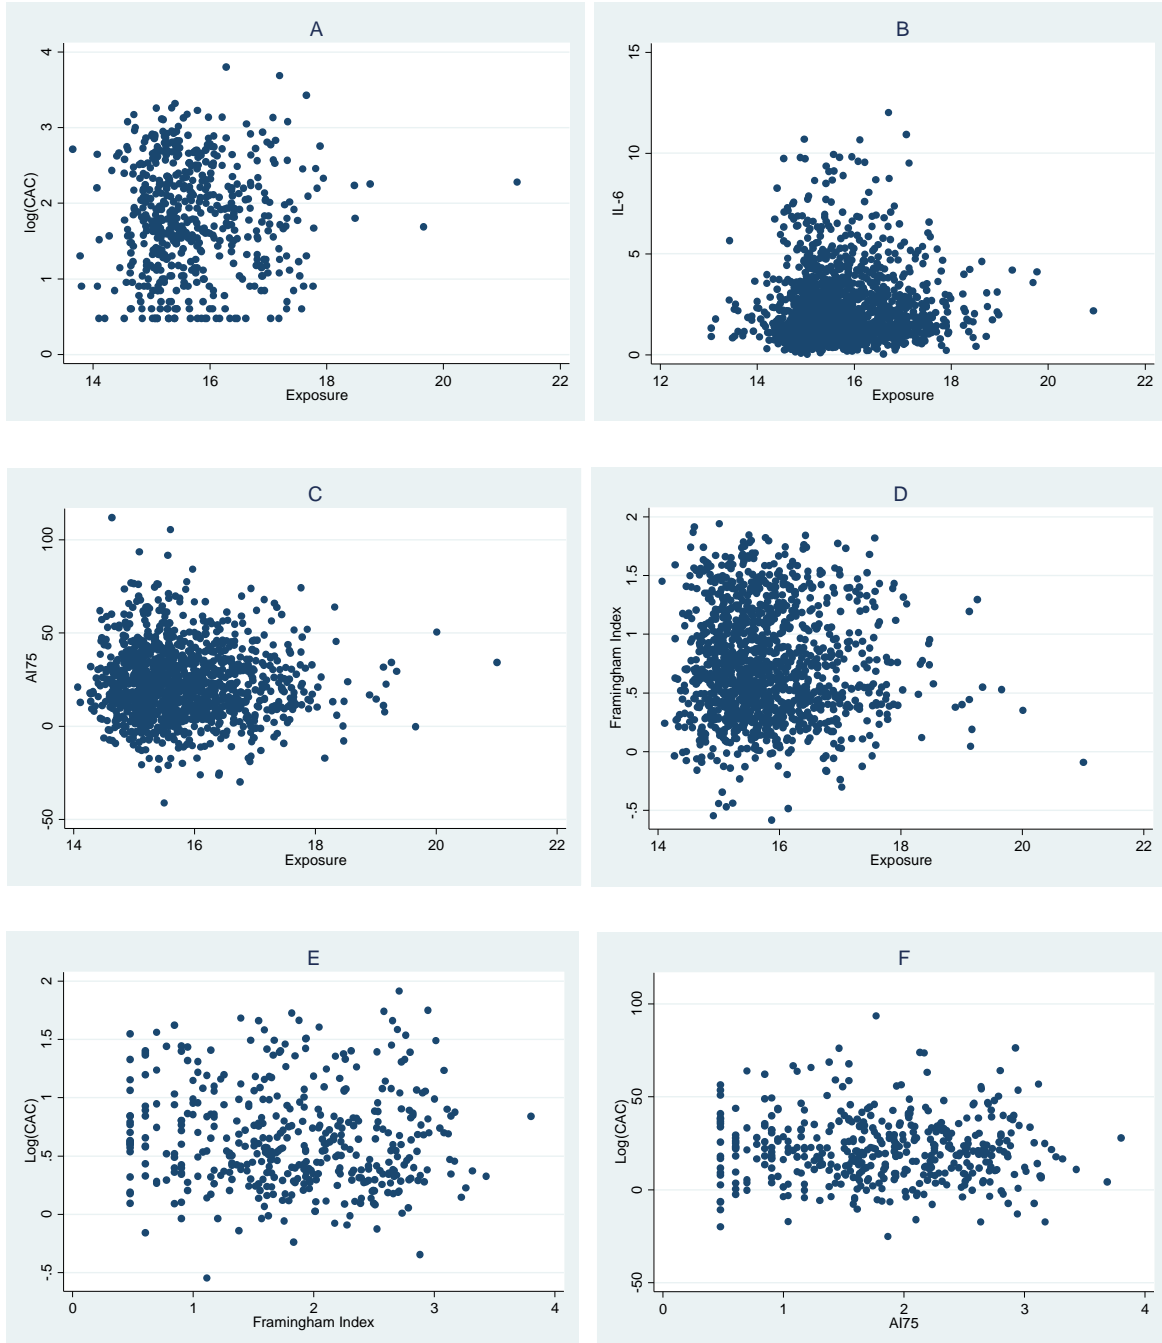 A
4
3
2
1
0
log(CAC)
14 16 18 20 22
Exposure
B
15
10
5
0
IL-6
12 14 16 18 20 22
Exposure
C
100
50
0
-50
AI75
14 16 18 20 22
Exposure
D
2
1.5
1
.5
0
-.5
Framingham Index
14 16 18 20 22
Exposure
E
2
1.5
1
.5
0
-.5
Log(CAC)
0 1 2 3 4
Framingham Index
F
100
50
0
-50
Log(CAC)
0 1 2 3 4
AI75